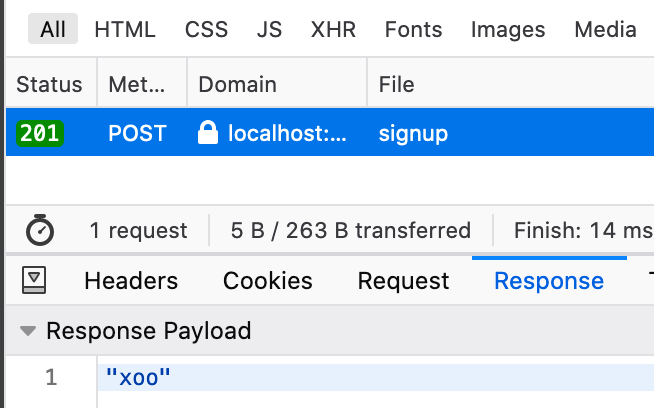 All HTML CSS JS XHR Fonts Images Media
Status Met... Domain File
201 POST localhost:... signup
1 request 5 B / 263 B transferred Finish: 14 ms
Headers Cookies Request Response
Response Payload
1 "xoo"